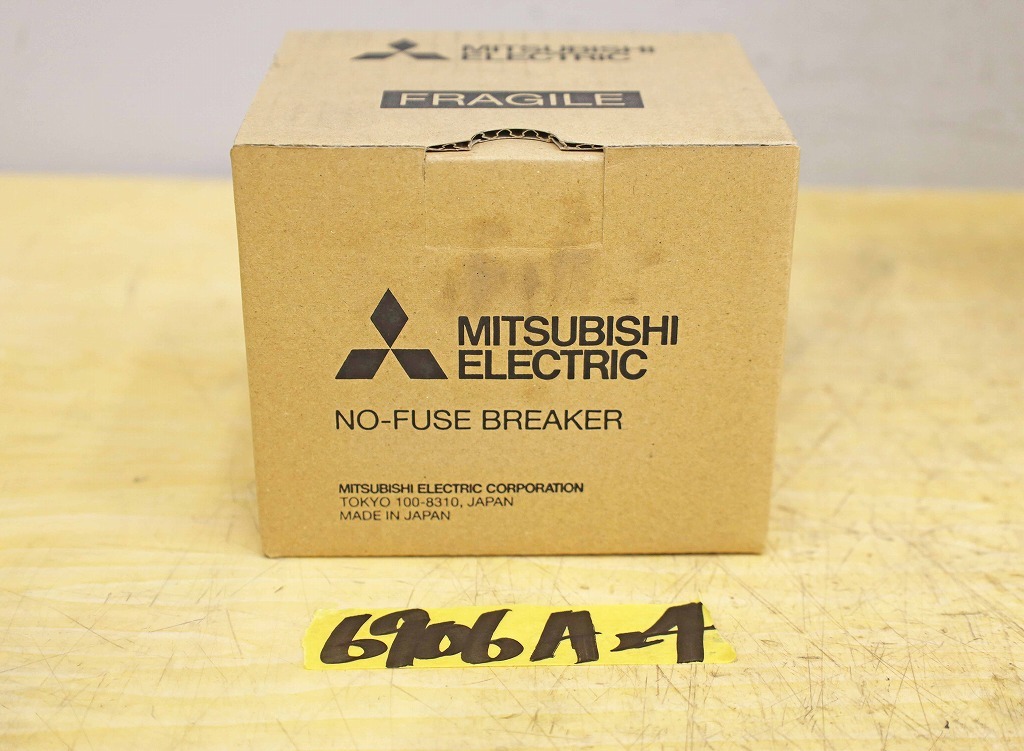 MITSUBISHI
ELECTRIC
FRAGILE
MITSUBISHI
ELECTRIC
NO-FUSE BREAKER
MITSUBISHI ELECTRIC CORPORATION
TOKYO 100-8310, JAPAN
MADE IN JAPAN
6906A-4